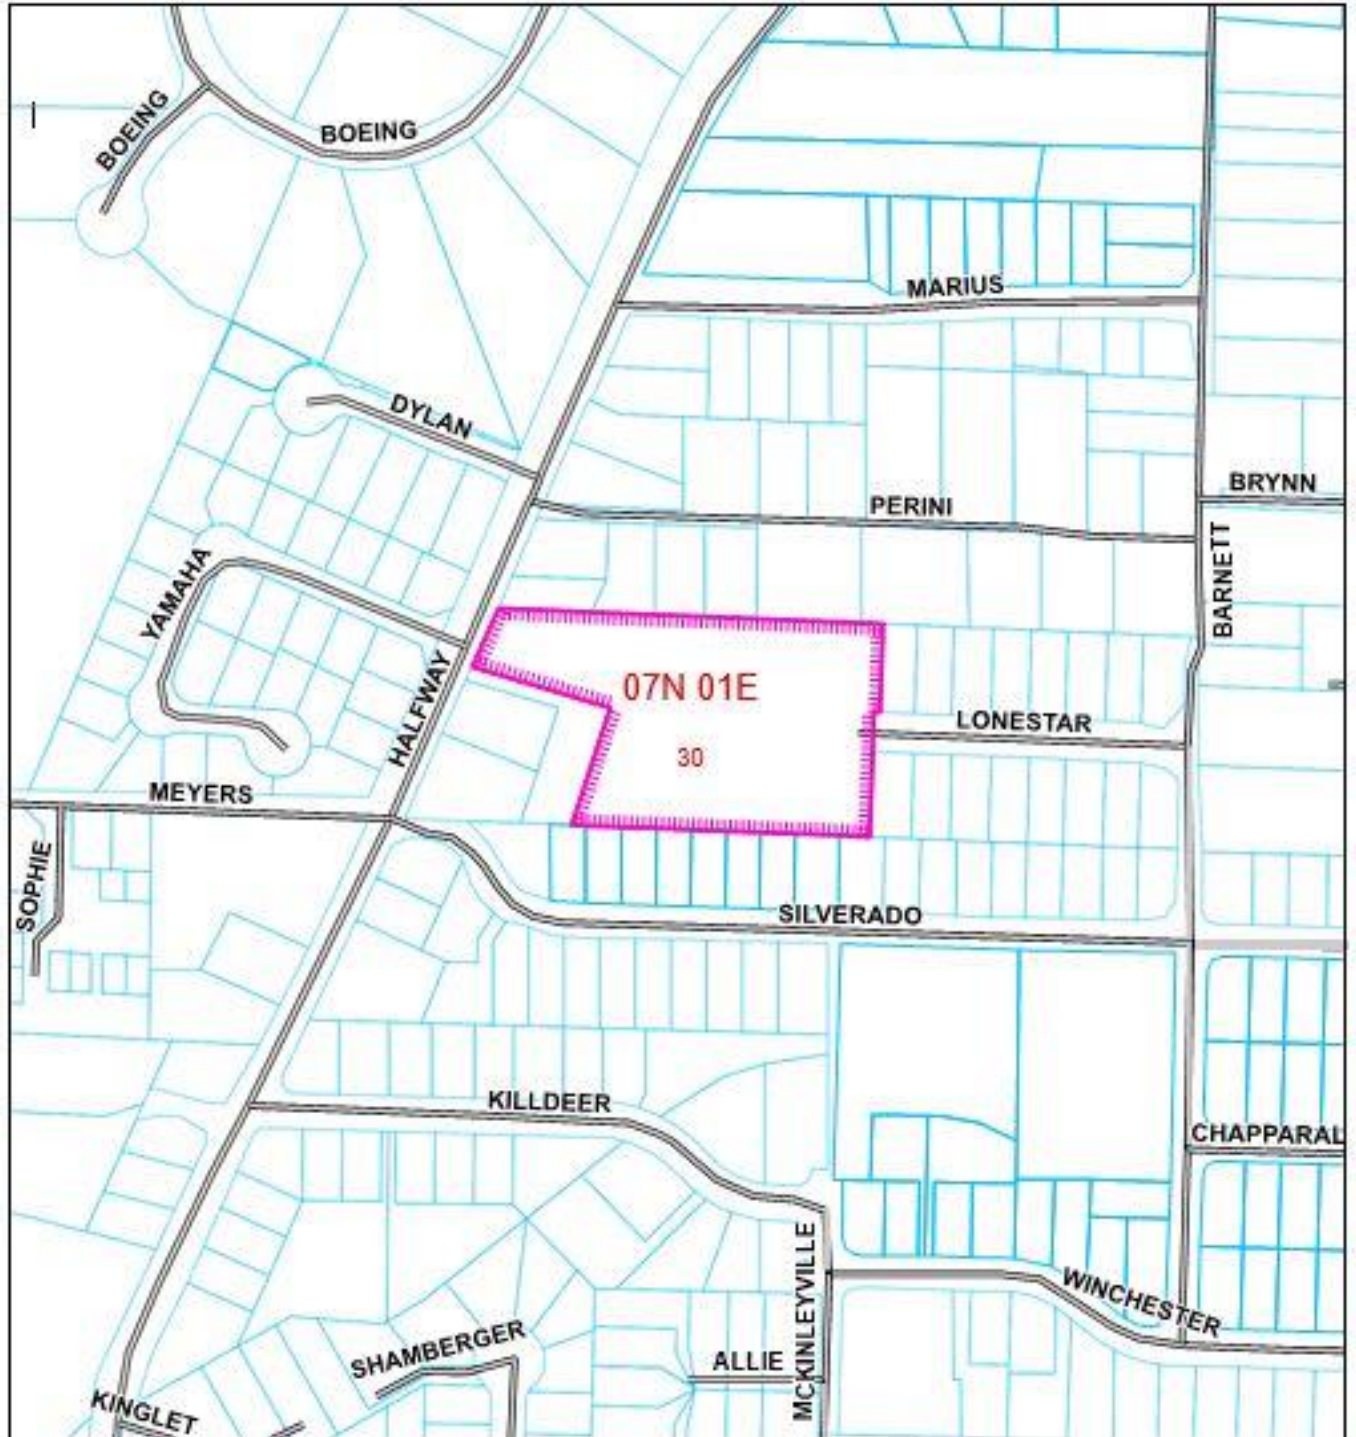 BOEING
BOEING
MARIUS
DYLAN
BRYNN
PERINI
BARNETT
YAMAHA
HALFWAY
07N 01E
LONESTAR
30
MEYERS
SOPHIE
SILVERADO
KILLDEER
CHAPPARAL
MCKINLEYVILLE
WINCHESTER
SHAMBERGER
ALLIE
KINGLET